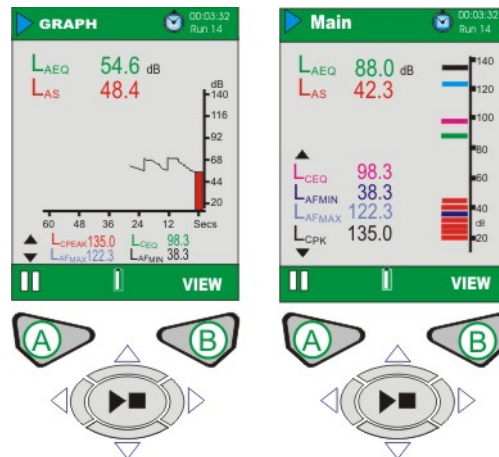 GRAPH 00:03:32
Run 14
LAEQ 54.6 dB
LAS 48.4
dB
140
116
92
68
44
20
60 48 36 24 12 Secs
LCPEAK 135.0 LCEQ 98.3
LAFMAX 122.3 LAFMIN 38.3
VIEW
A B
Main 00:03:32
Run 14
LAEQ 88.0 dB
LAS 42.3
140
120
100
80
60
40
dB
20
LCEQ 98.3
LAFMIN 38.3
LAFMAX 122.3
LCPK 135.0
VIEW
A B